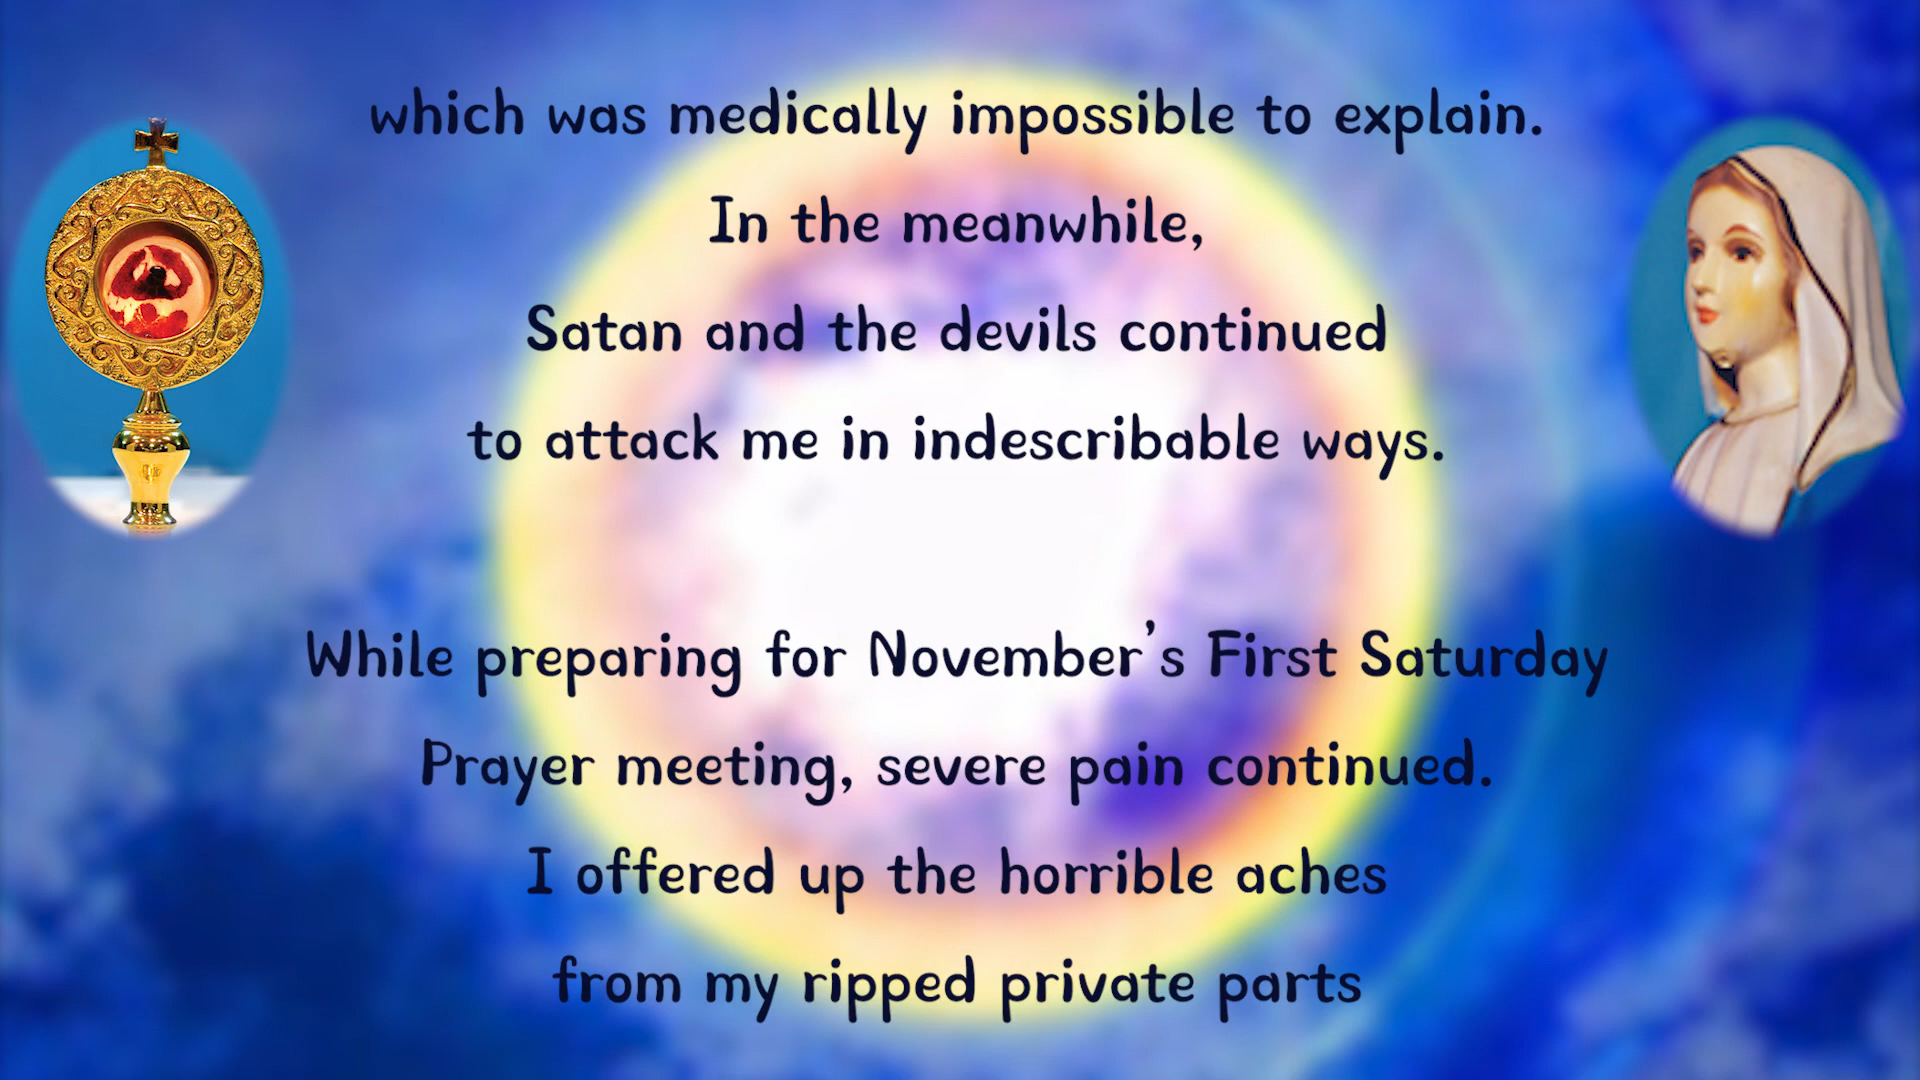 which was medically impossible to explain.
In the meanwhile,
Satan and the devils continued
to attack me in indescribable ways.
While preparing for November's First Saturday
Prayer meeting, severe pain continued.
I offered up the horrible aches
from my ripped private parts